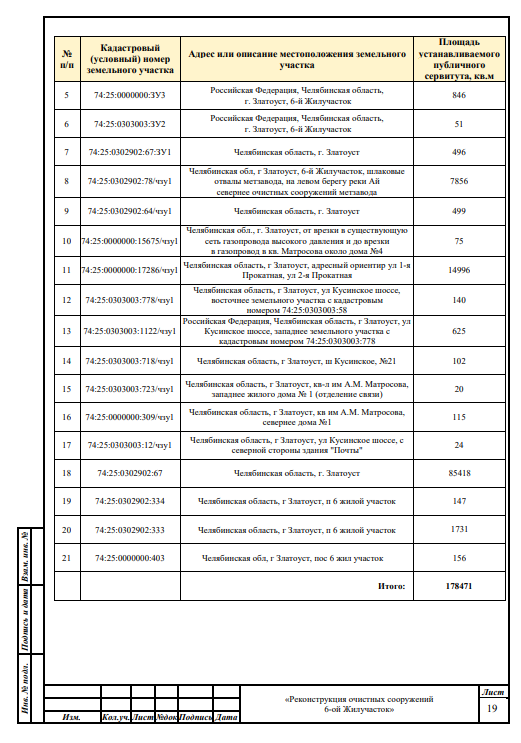 №
п/п
Кадастровый
(условный) номер
земельного участка
Адрес или описание местоположения земельного
участка
Площадь
устанавливаемого
публичного
сервитута, кв.м
5
74:25:0000000:ЗУ3
Российская Федерация, Челябинская область,
г. Златоуст, 6-й Жилучасток
846
6
74:25:0303003:ЗУ2
Российская Федерация, Челябинская область,
г. Златоуст, 6-й Жилучасток
51
7
74:25:0302902:67:ЗУ1
Челябинская область, г. Златоуст
496
8
74:25:0302902:78/чзу1
Челябинская обл, г Златоуст, 6-й Жилучасток, шлаковые
отвалы метзавода, на левом берегу реки Ай
севернее очистных сооружений метзавода
7856
9
74:25:0302902:64/чзу1
Челябинская область, г. Златоуст
499
10
74:25:0000000:15675/чзу1
Челябинская обл., г. Златоуст, от врезки в существующую
сеть газопровода высокого давления и до врезки
в газопровод в кв. Матросова около дома №4
75
11
74:25:0000000:17286/чзу1
Челябинская область, г Златоуст, адресный ориентир ул 1-я
Прокатная, ул 2-я Прокатная
14996
12
74:25:0303003:778/чзу1
Челябинская область, г Златоуст, ул Кусинское шоссе,
восточнее земельного участка с кадастровым
номером 74:25:0303003:58
140
13
74:25:0303003:1122/чзу1
Российская Федерация, Челябинская область, г Златоуст, ул
Кусинское шоссе, западнее земельного участка с
кадастровым номером 74:25:0303003:778
625
14
74:25:0303003:718/чзу1
Челябинская область, г Златоуст, ш Кусинское, №21
102
15
74:25:0303003:723/чзу1
Челябинская область, г Златоуст, кв-л им А.М. Матросова,
западнее жилого дома № 1 (отделение связи)
20
16
74:25:0000000:309/чзу1
Челябинская область, г Златоуст, кв им А.М. Матросова,
севернее дома №1
115
17
74:25:0303003:12/чзу1
Челябинская область, г Златоуст, ул Кусинское шоссе, с
северной стороны здания "Почты"
24
18
74:25:0302902:67
Челябинская область, г. Златоуст
85418
19
74:25:0302902:334
Челябинская область, г Златоуст, п 6 жилой участок
147
20
74:25:0302902:333
Челябинская область, г Златоуст, п 6 жилой участок
1731
21
74:25:0000000:403
Челябинская обл, г Златоуст, пос 6 жил участок
156
Итого:
178471
Взам. инв. №
Подпись и дата
Инв. № подл.
Изм.
Кол.уч.
Лист
№док
Подпись
Дата
«Реконструкция очистных сооружений
6-ой Жилучасток»
Лист
19